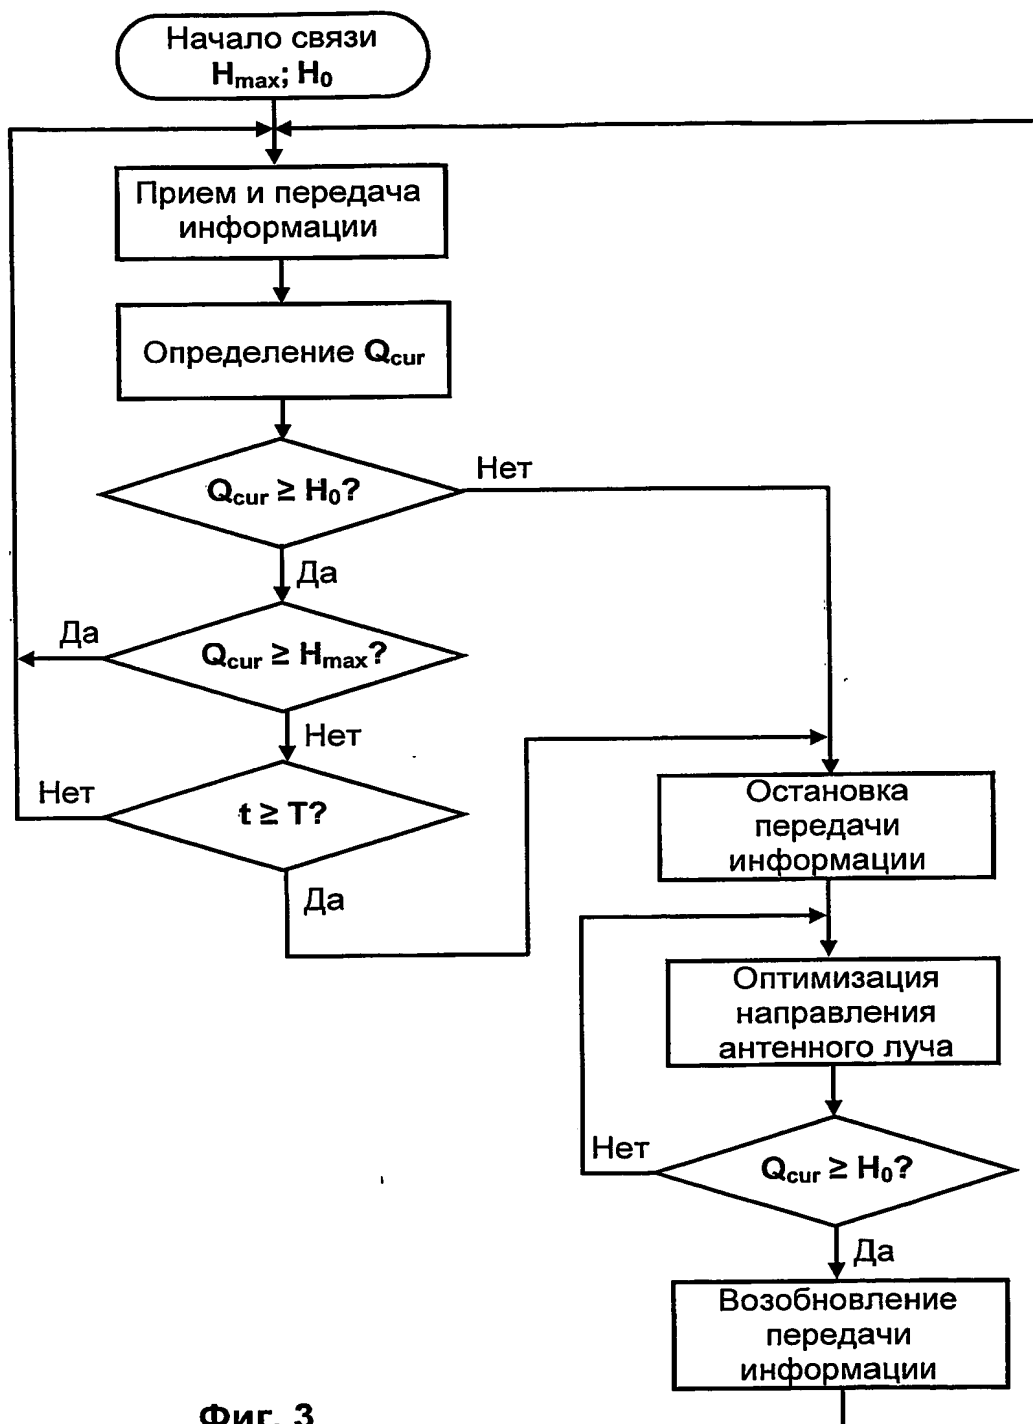 Начало связи
Hmax; H0
Прием и передача
информации
Определение Qcur
Qcur ≥ H0?
Нет
Да
Qcur ≥ Hmax?
Да
Нет
t ≥ T?
Нет
Да
Остановка
передачи
информации
Оптимизация
направления
антенного луча
Qcur ≥ H0?
Нет
Да
Возобновление
передачи
информации
Фиг. 3